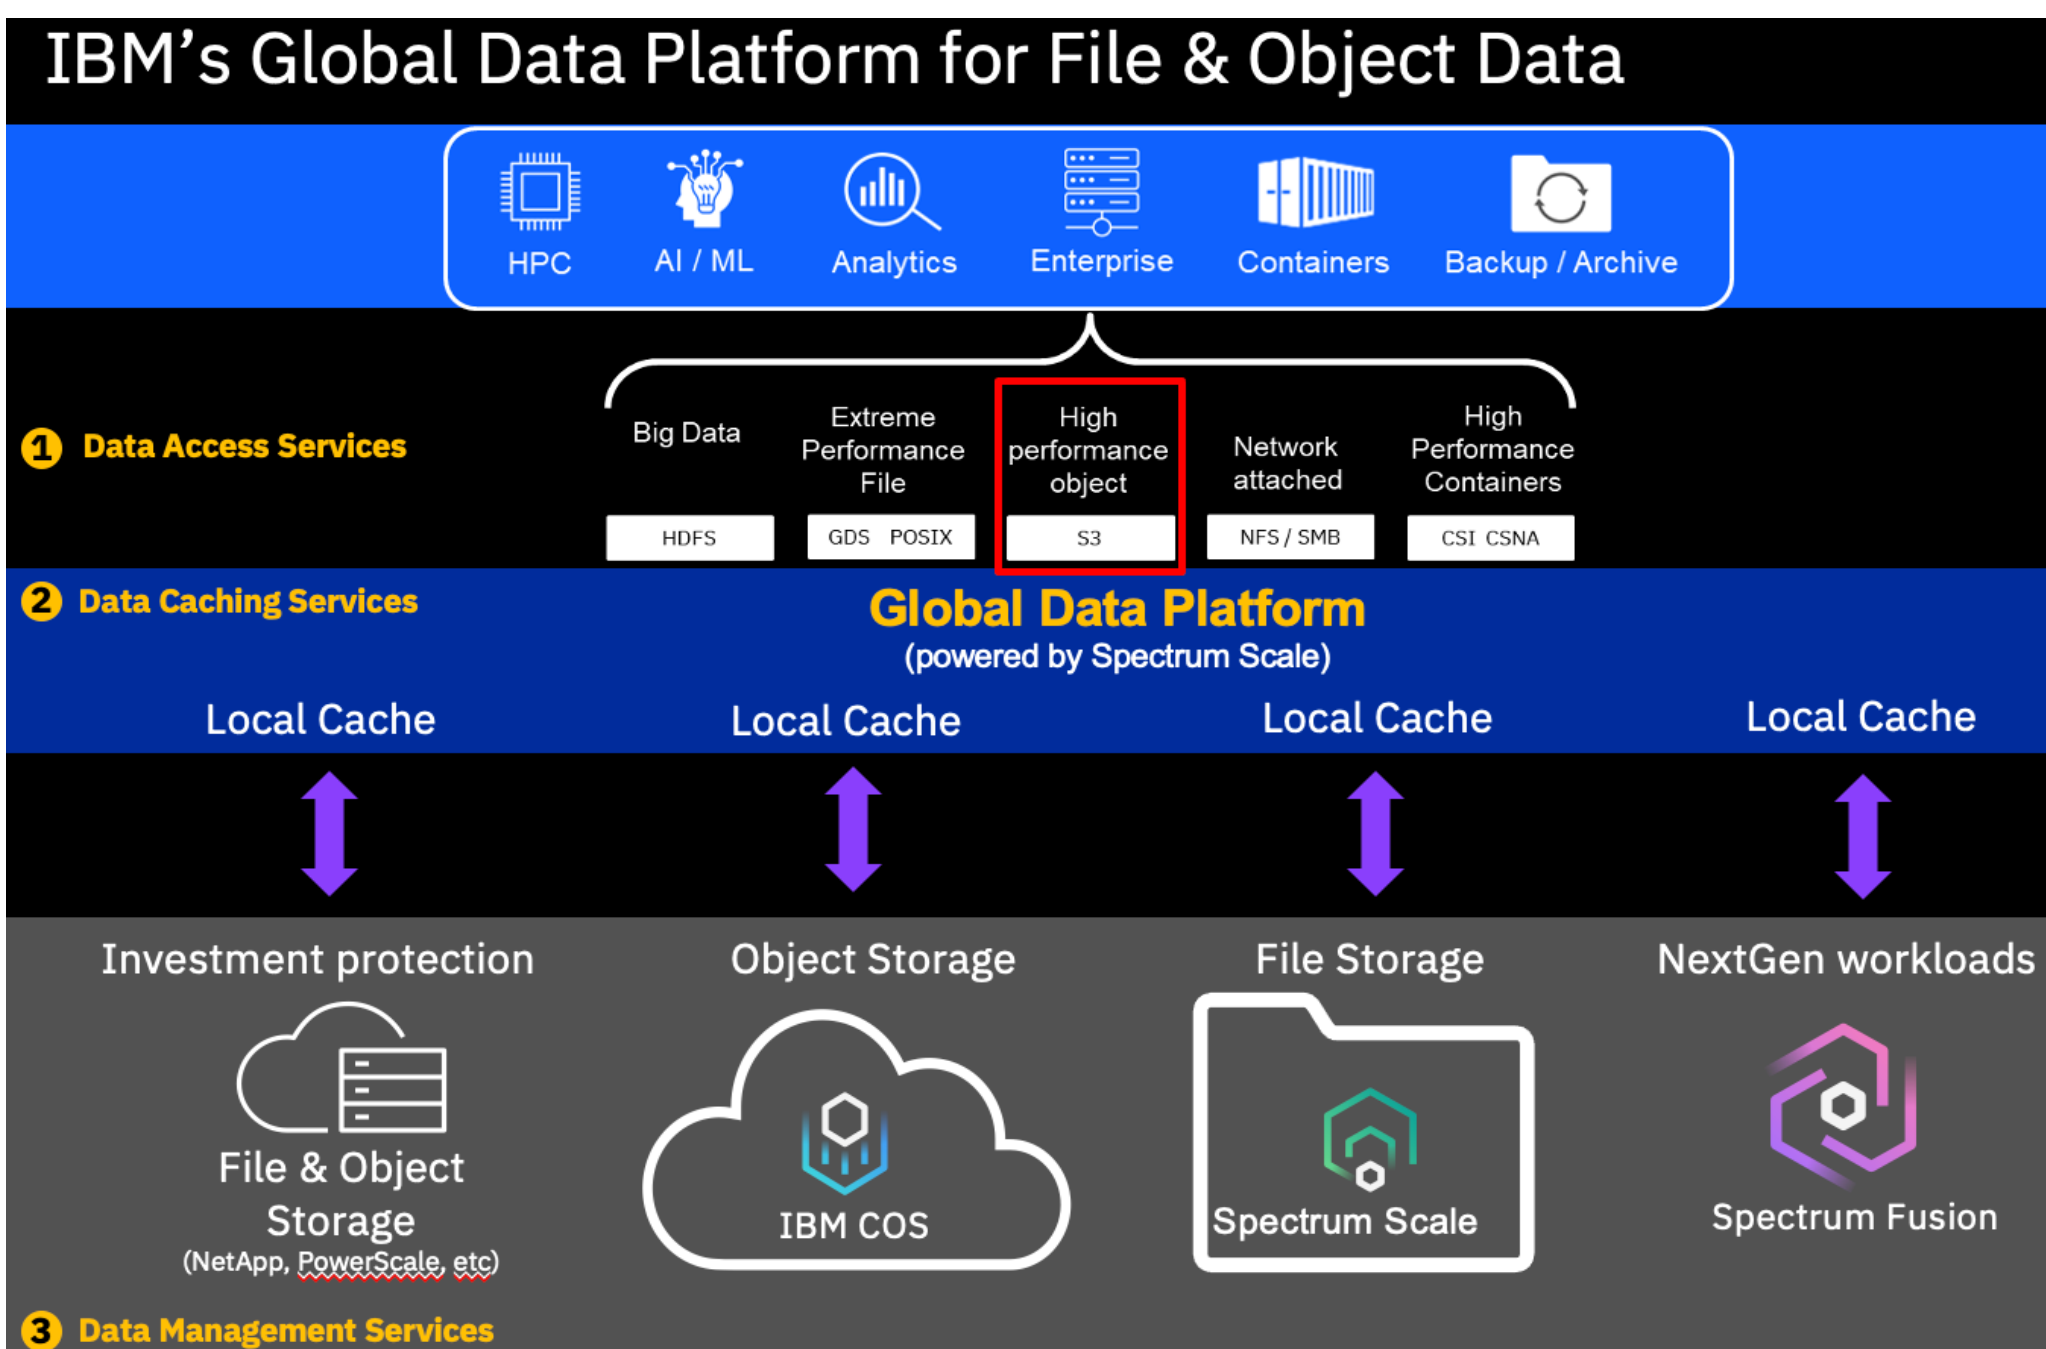 IBM’s Global Data Platform for File & Object Data
HPC
AI / ML
Analytics
Enterprise
Containers
Backup / Archive
1 Data Access Services
Big Data
HDFS
Extreme
Performance
File
GDS POSIX
High
performance
object
S3
Network
attached
NFS / SMB
High
Performance
Containers
CSI CSNA
2 Data Caching Services
Global Data Platform
(powered by Spectrum Scale)
Local Cache
Local Cache
Local Cache
Local Cache
Investment protection
File & Object
Storage
(NetApp, PowerScale, etc)
Object Storage
IBM COS
File Storage
Spectrum Scale
NextGen workloads
Spectrum Fusion
3 Data Management Services